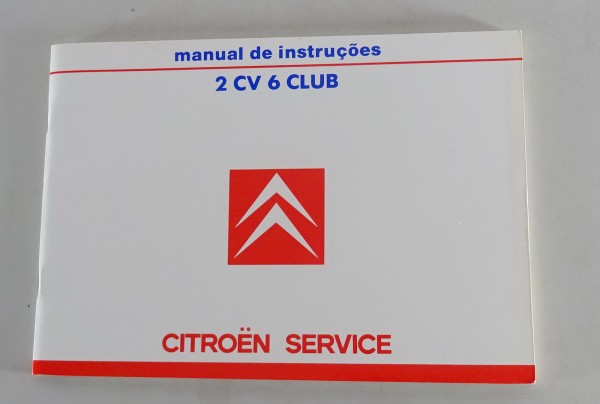 manual de instruções
2 CV 6 CLUB
CITROËN SERVICE